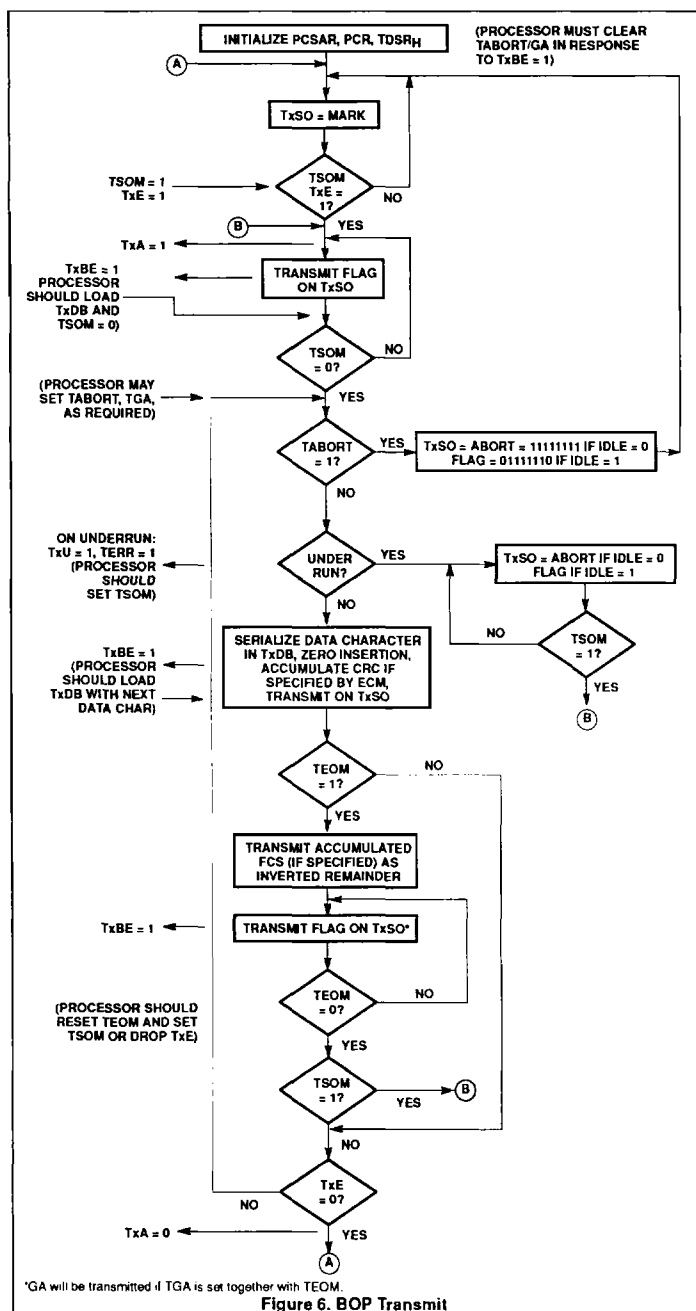 INITIALIZE PCSAR, PCR, TDSRH
(PROCESSOR MUST CLEAR
TABORT/GA IN RESPONSE
TO TxBE = 1)
A
TxSO = MARK
TSOM = 1
TxE = 1
TSOM
TxE =
1?
NO
YES
B
TxA = 1
TxBE = 1
PROCESSOR
SHOULD LOAD
TxDB AND
TSOM = 0)
TRANSMIT FLAG
ON TxSO
TSOM
= 0?
NO
YES
(PROCESSOR MAY
SET TABORT, TGA,
AS REQUIRED)
TABORT
= 1?
YES
TxSO = ABORT = 11111111 IF IDLE = 0
FLAG = 01111110 IF IDLE = 1
NO
ON UNDERRUN:
TxU = 1, TERR = 1
(PROCESSOR
SHOULD
SET TSOM)
UNDER
RUN?
YES
TxSO = ABORT IF IDLE = 0
FLAG IF IDLE = 1
NO
NO
TSOM
= 1?
YES
B
TxBE = 1
(PROCESSOR
SHOULD LOAD
TxDB WITH NEXT
DATA CHAR)
SERIALIZE DATA CHARACTER
IN TxDB, ZERO INSERTION,
ACCUMULATE CRC IF
SPECIFIED BY ECM,
TRANSMIT ON TxSO
TEOM
= 1?
NO
YES
TRANSMIT ACCUMULATED
FCS (IF SPECIFIED) AS
INVERTED REMAINDER
TxBE = 1
TRANSMIT FLAG ON TxSO*
(PROCESSOR SHOULD
RESET TEOM AND SET
TSOM OR DROP TxE)
TEOM
= 0?
NO
YES
TSOM
= 1?
YES
B
NO
TxE
= 0?
NO
TxA = 0
YES
A
*GA will be transmitted if TGA is set together with TEOM.
Figure 6. BOP Transmit